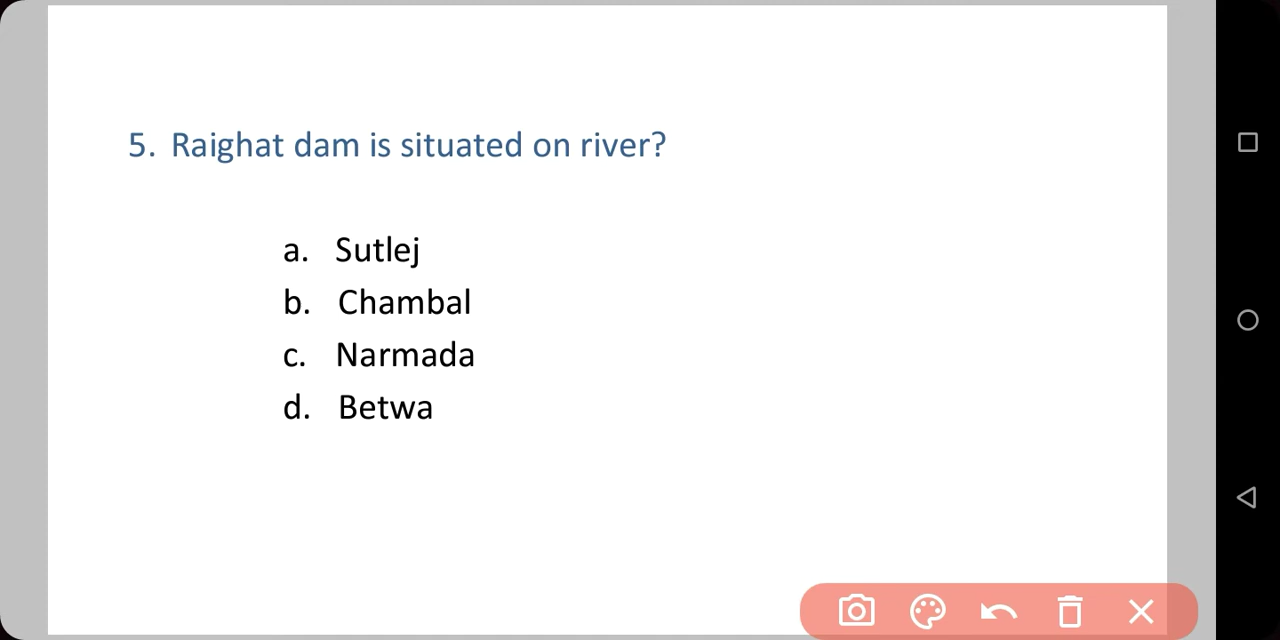 5. Raighat dam is situated on river?
a. Sutlej
b. Chambal
c. Narmada
d. Betwa